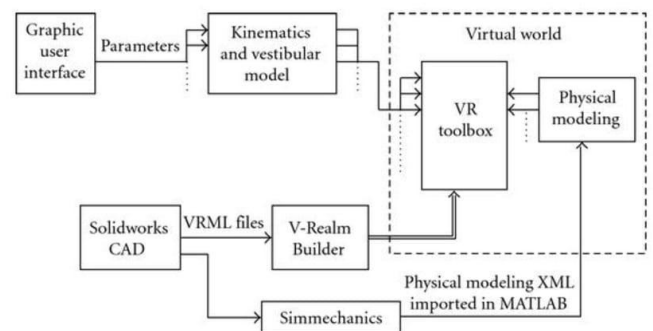 Graphic
user
interface
Parameters
Kinematics
and vestibular
model
Virtual world
VR
toolbox
Physical
modeling
Solidworks
CAD
VRML files
V-Realm
Builder
Physical modeling XML
imported in MATLAB
Simmechanics